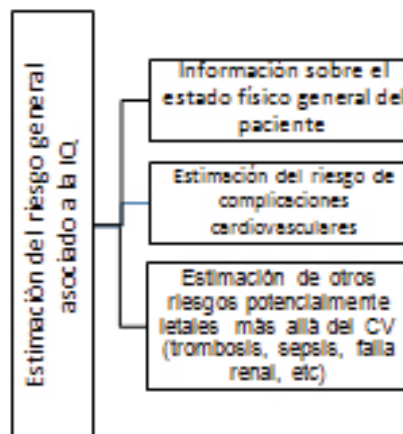 Estimación del riesgo general
asociado a la IQ
Información sobre el
estado físico general del
paciente
Estimación del riesgo de
complicaciones
cardiovasculares
Estimación de otros
riesgos potencialmente
letales más allá del CV
(trombosis, sepsis, falla
renal, etc)